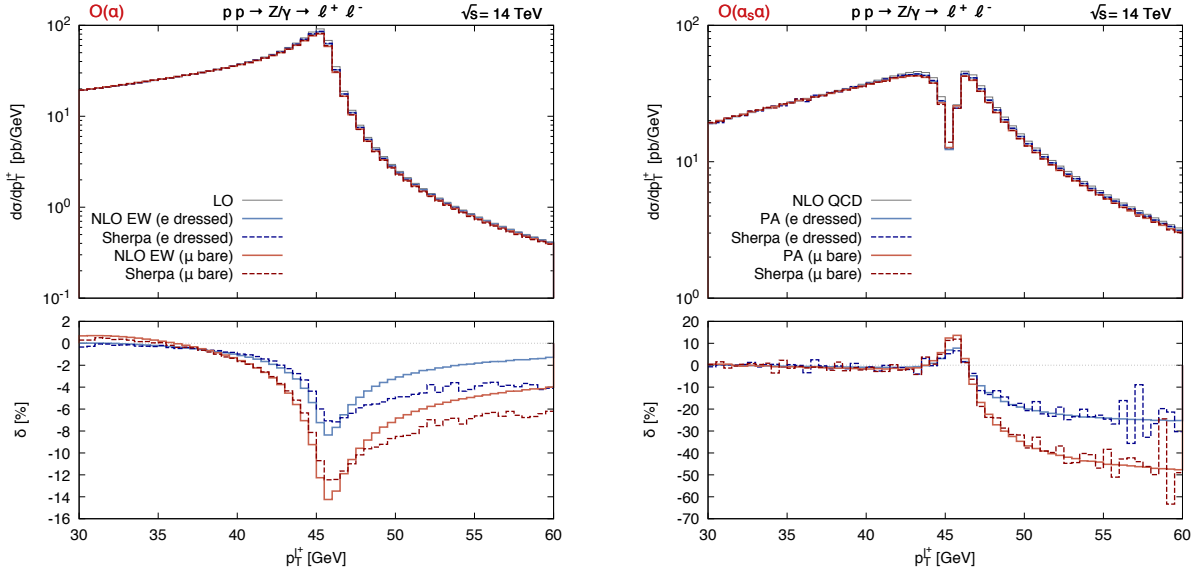 O(α) p p → Z/γ → ℓ⁺ ℓ⁻ √s = 14 TeV
10²
10¹
10⁰
10⁻¹
dσ/dp_T^{l+} [pb/GeV]
LO
NLO EW (e dressed)
Sherpa (e dressed)
NLO EW (μ bare)
Sherpa (μ bare)
2
0
-2
-4
-6
-8
-10
-12
-14
-16
δ [%]
30 35 40 45 50 55 60
p_T^{l+} [GeV]
O(αₛα) p p → Z/γ → ℓ⁺ ℓ⁻ √s = 14 TeV
10²
10¹
10⁰
dσ/dp_T^{l+} [pb/GeV]
NLO QCD
PA (e dressed)
Sherpa (e dressed)
PA (μ bare)
Sherpa (μ bare)
20
10
0
-10
-20
-30
-40
-50
-60
-70
δ [%]
30 35 40 45 50 55 60
p_T^{l+} [GeV]